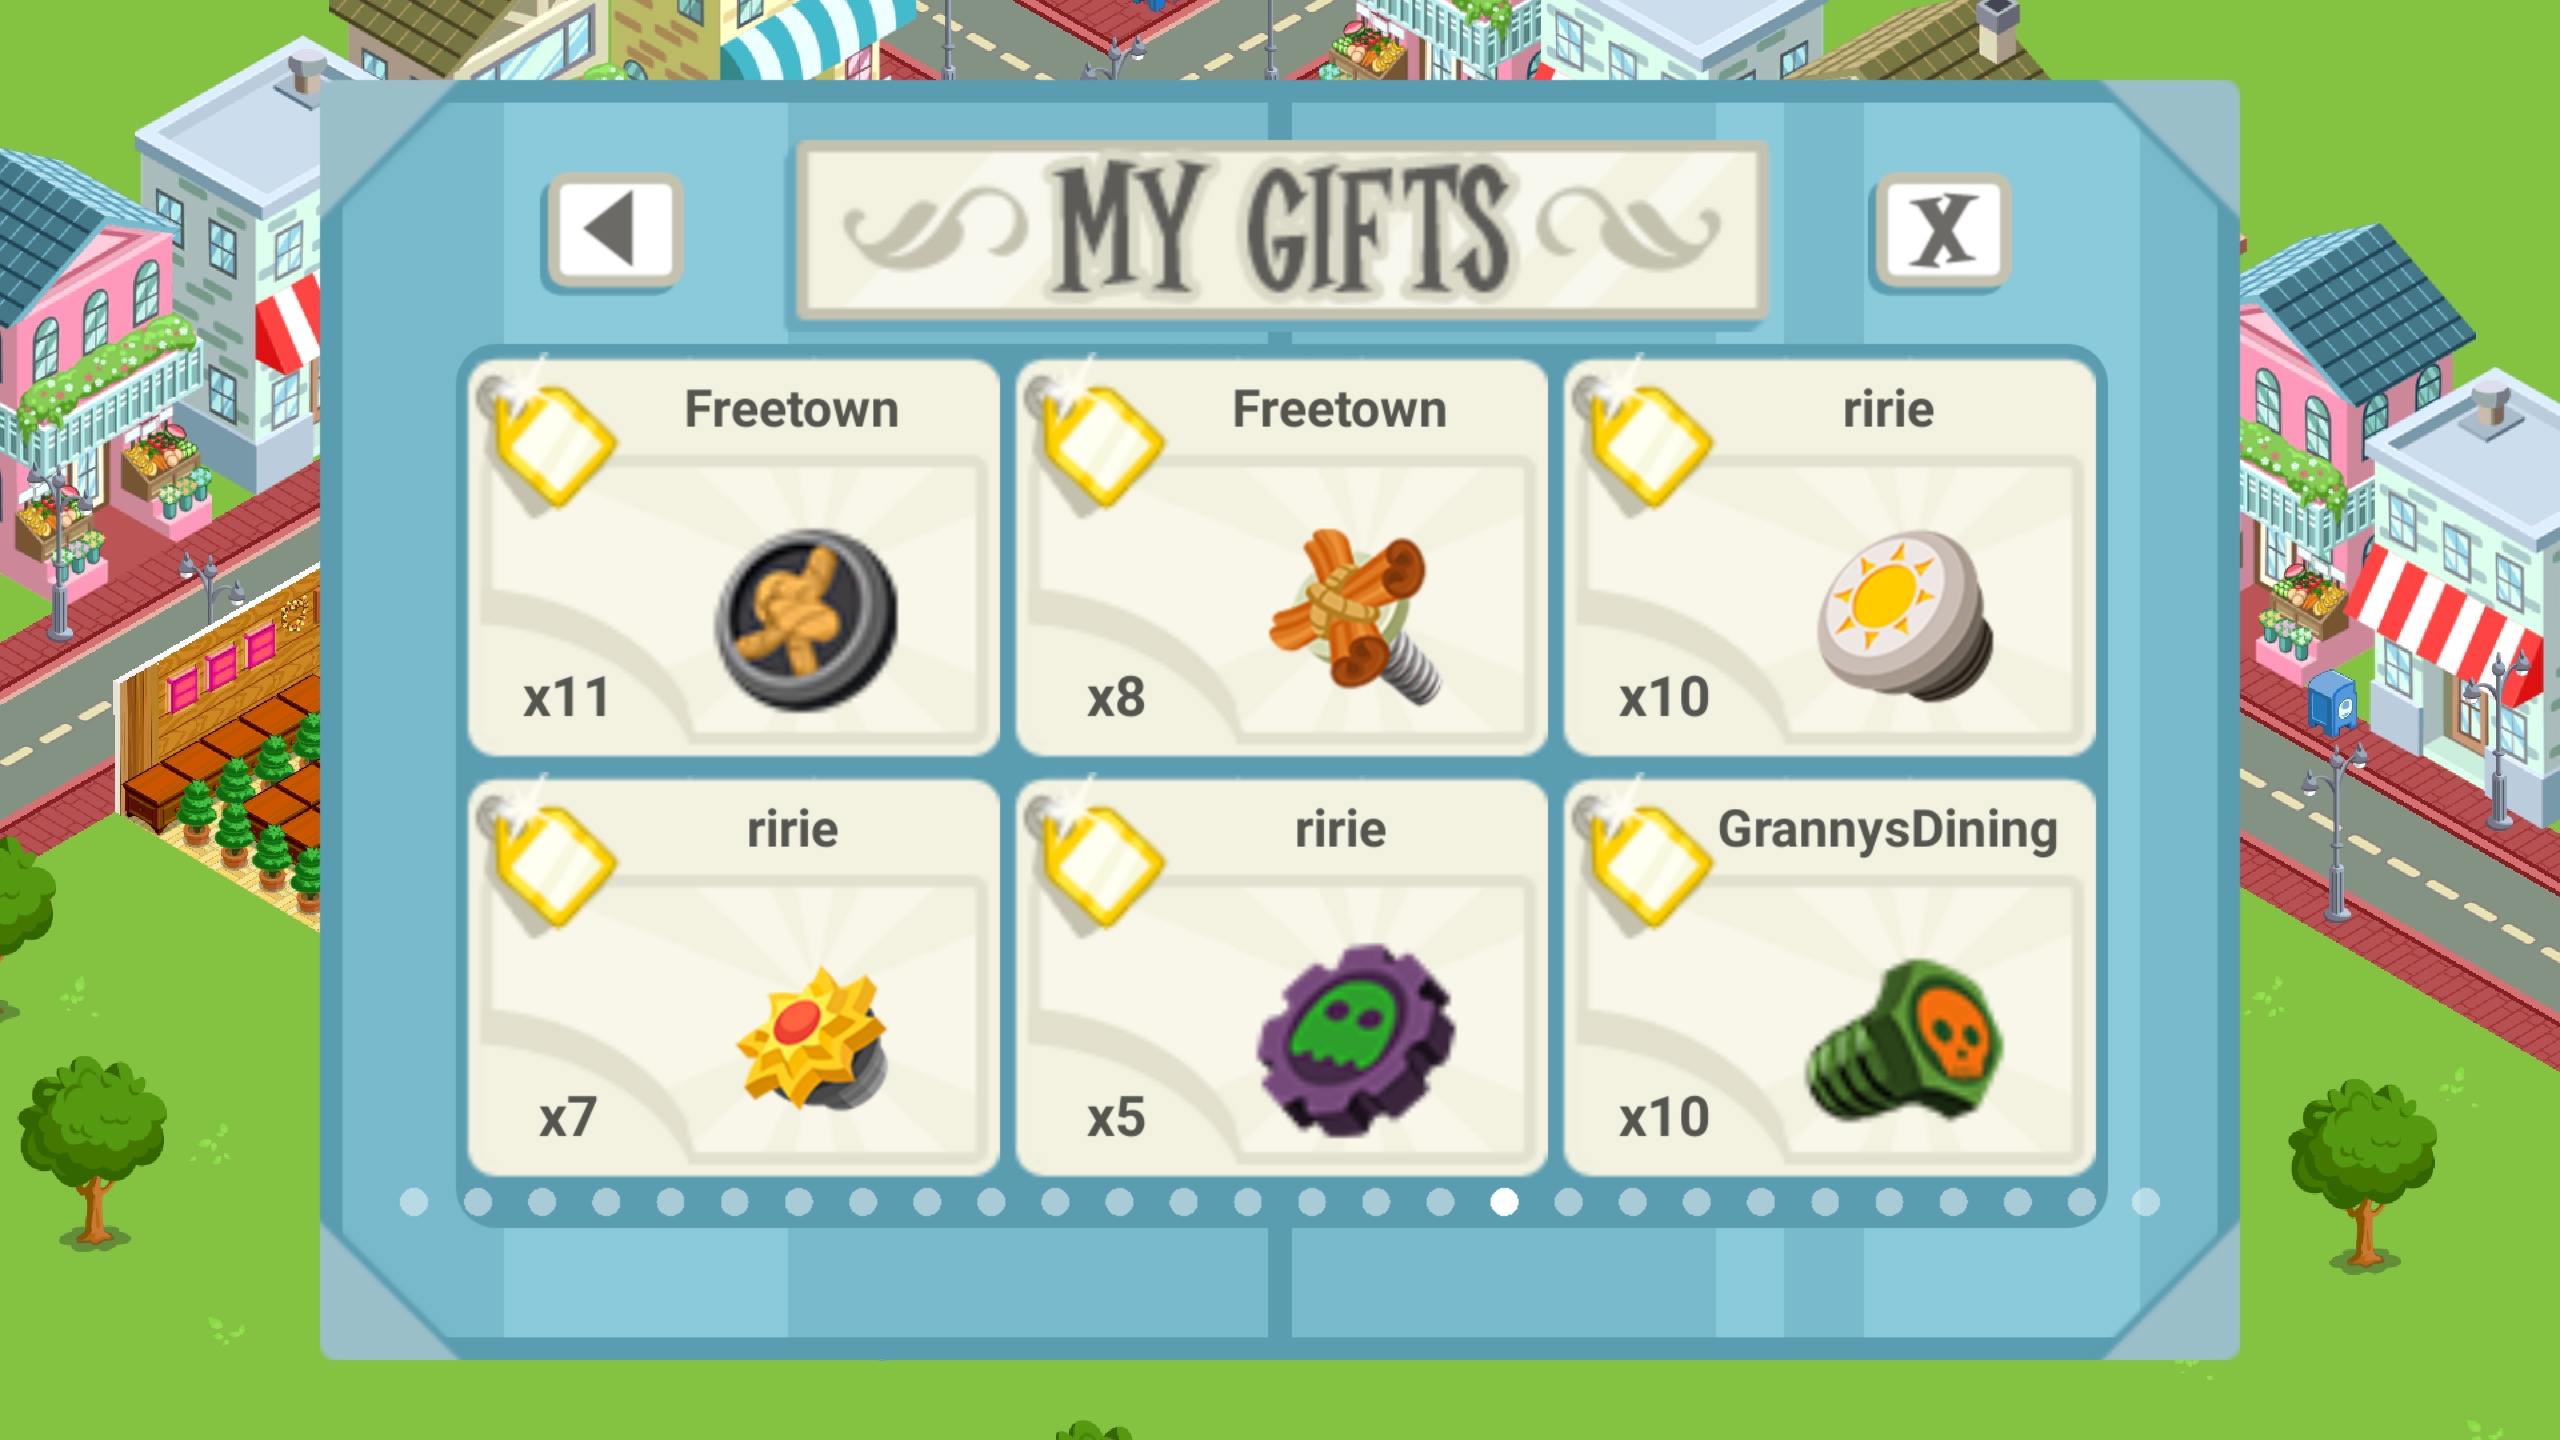 MY GIFTS
X
Freetown
x11
Freetown
x8
ririe
x10
ririe
x7
ririe
x5
GrannysDining
x10